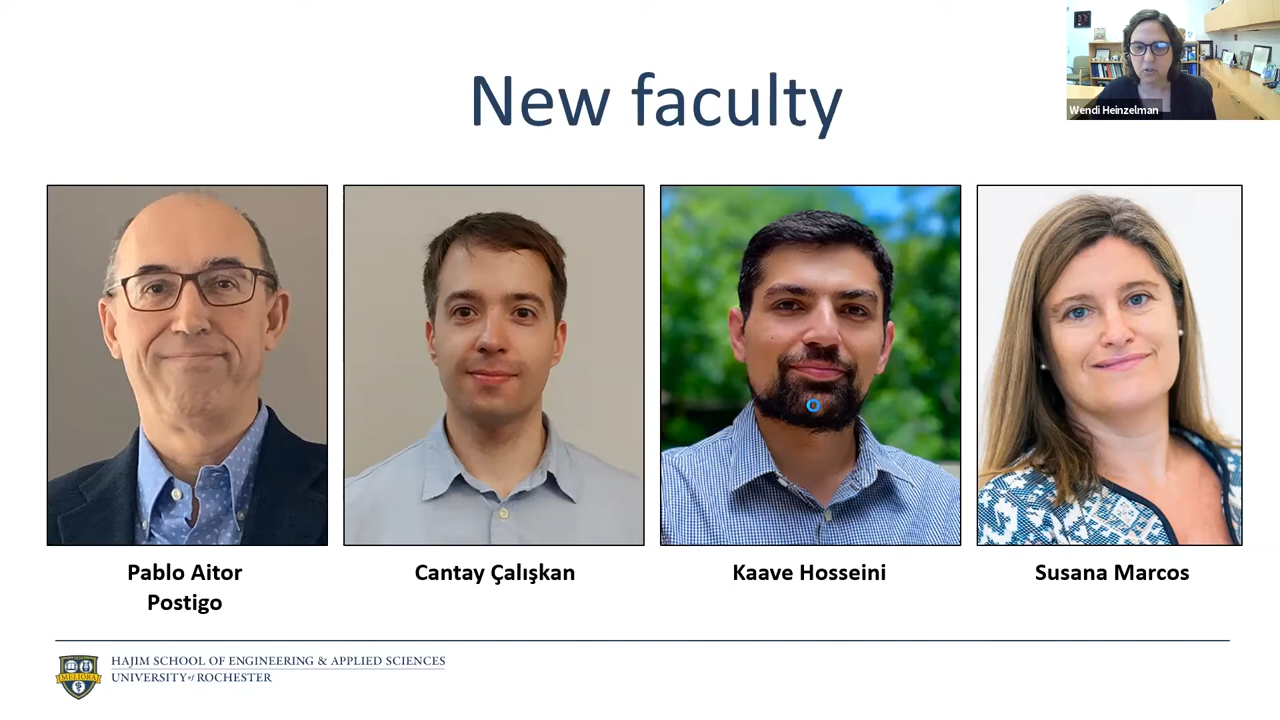 New faculty
Wendi Heinzelman
Pablo Aitor
Postigo
Cantay Çalışkan
Kaave Hosseini
Susana Marcos
HAJIM SCHOOL OF ENGINEERING & APPLIED SCIENCES
UNIVERSITY of ROCHESTER
MELIORA